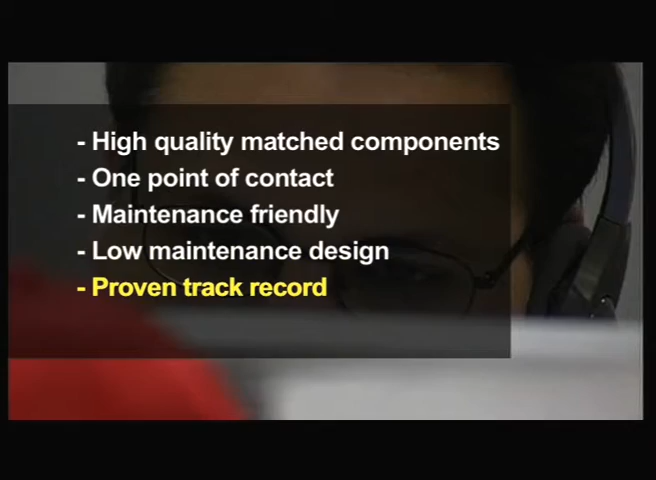 - High quality matched components
- One point of contact
- Maintenance friendly
- Low maintenance design
- Proven track record